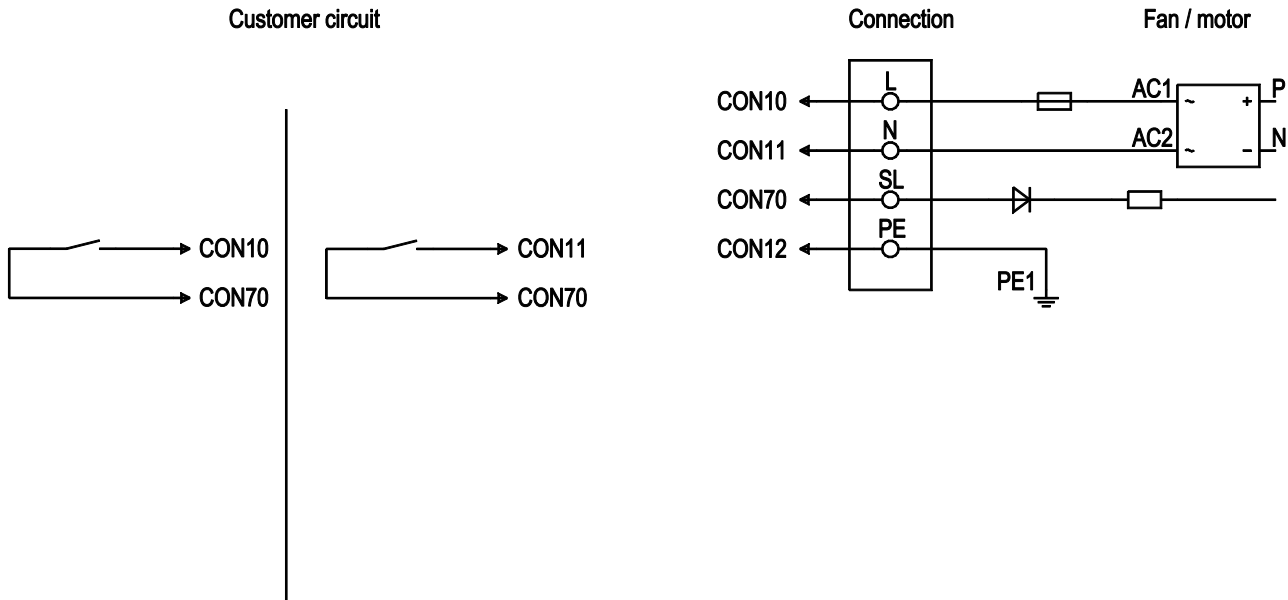 Customer circuit
Connection
Fan / motor
CON10
CON70
CON11
CON70
CON10
L
AC1
~
+
P
CON11
N
AC2
~
-
N
CON70
SL
CON12
PE
PE1